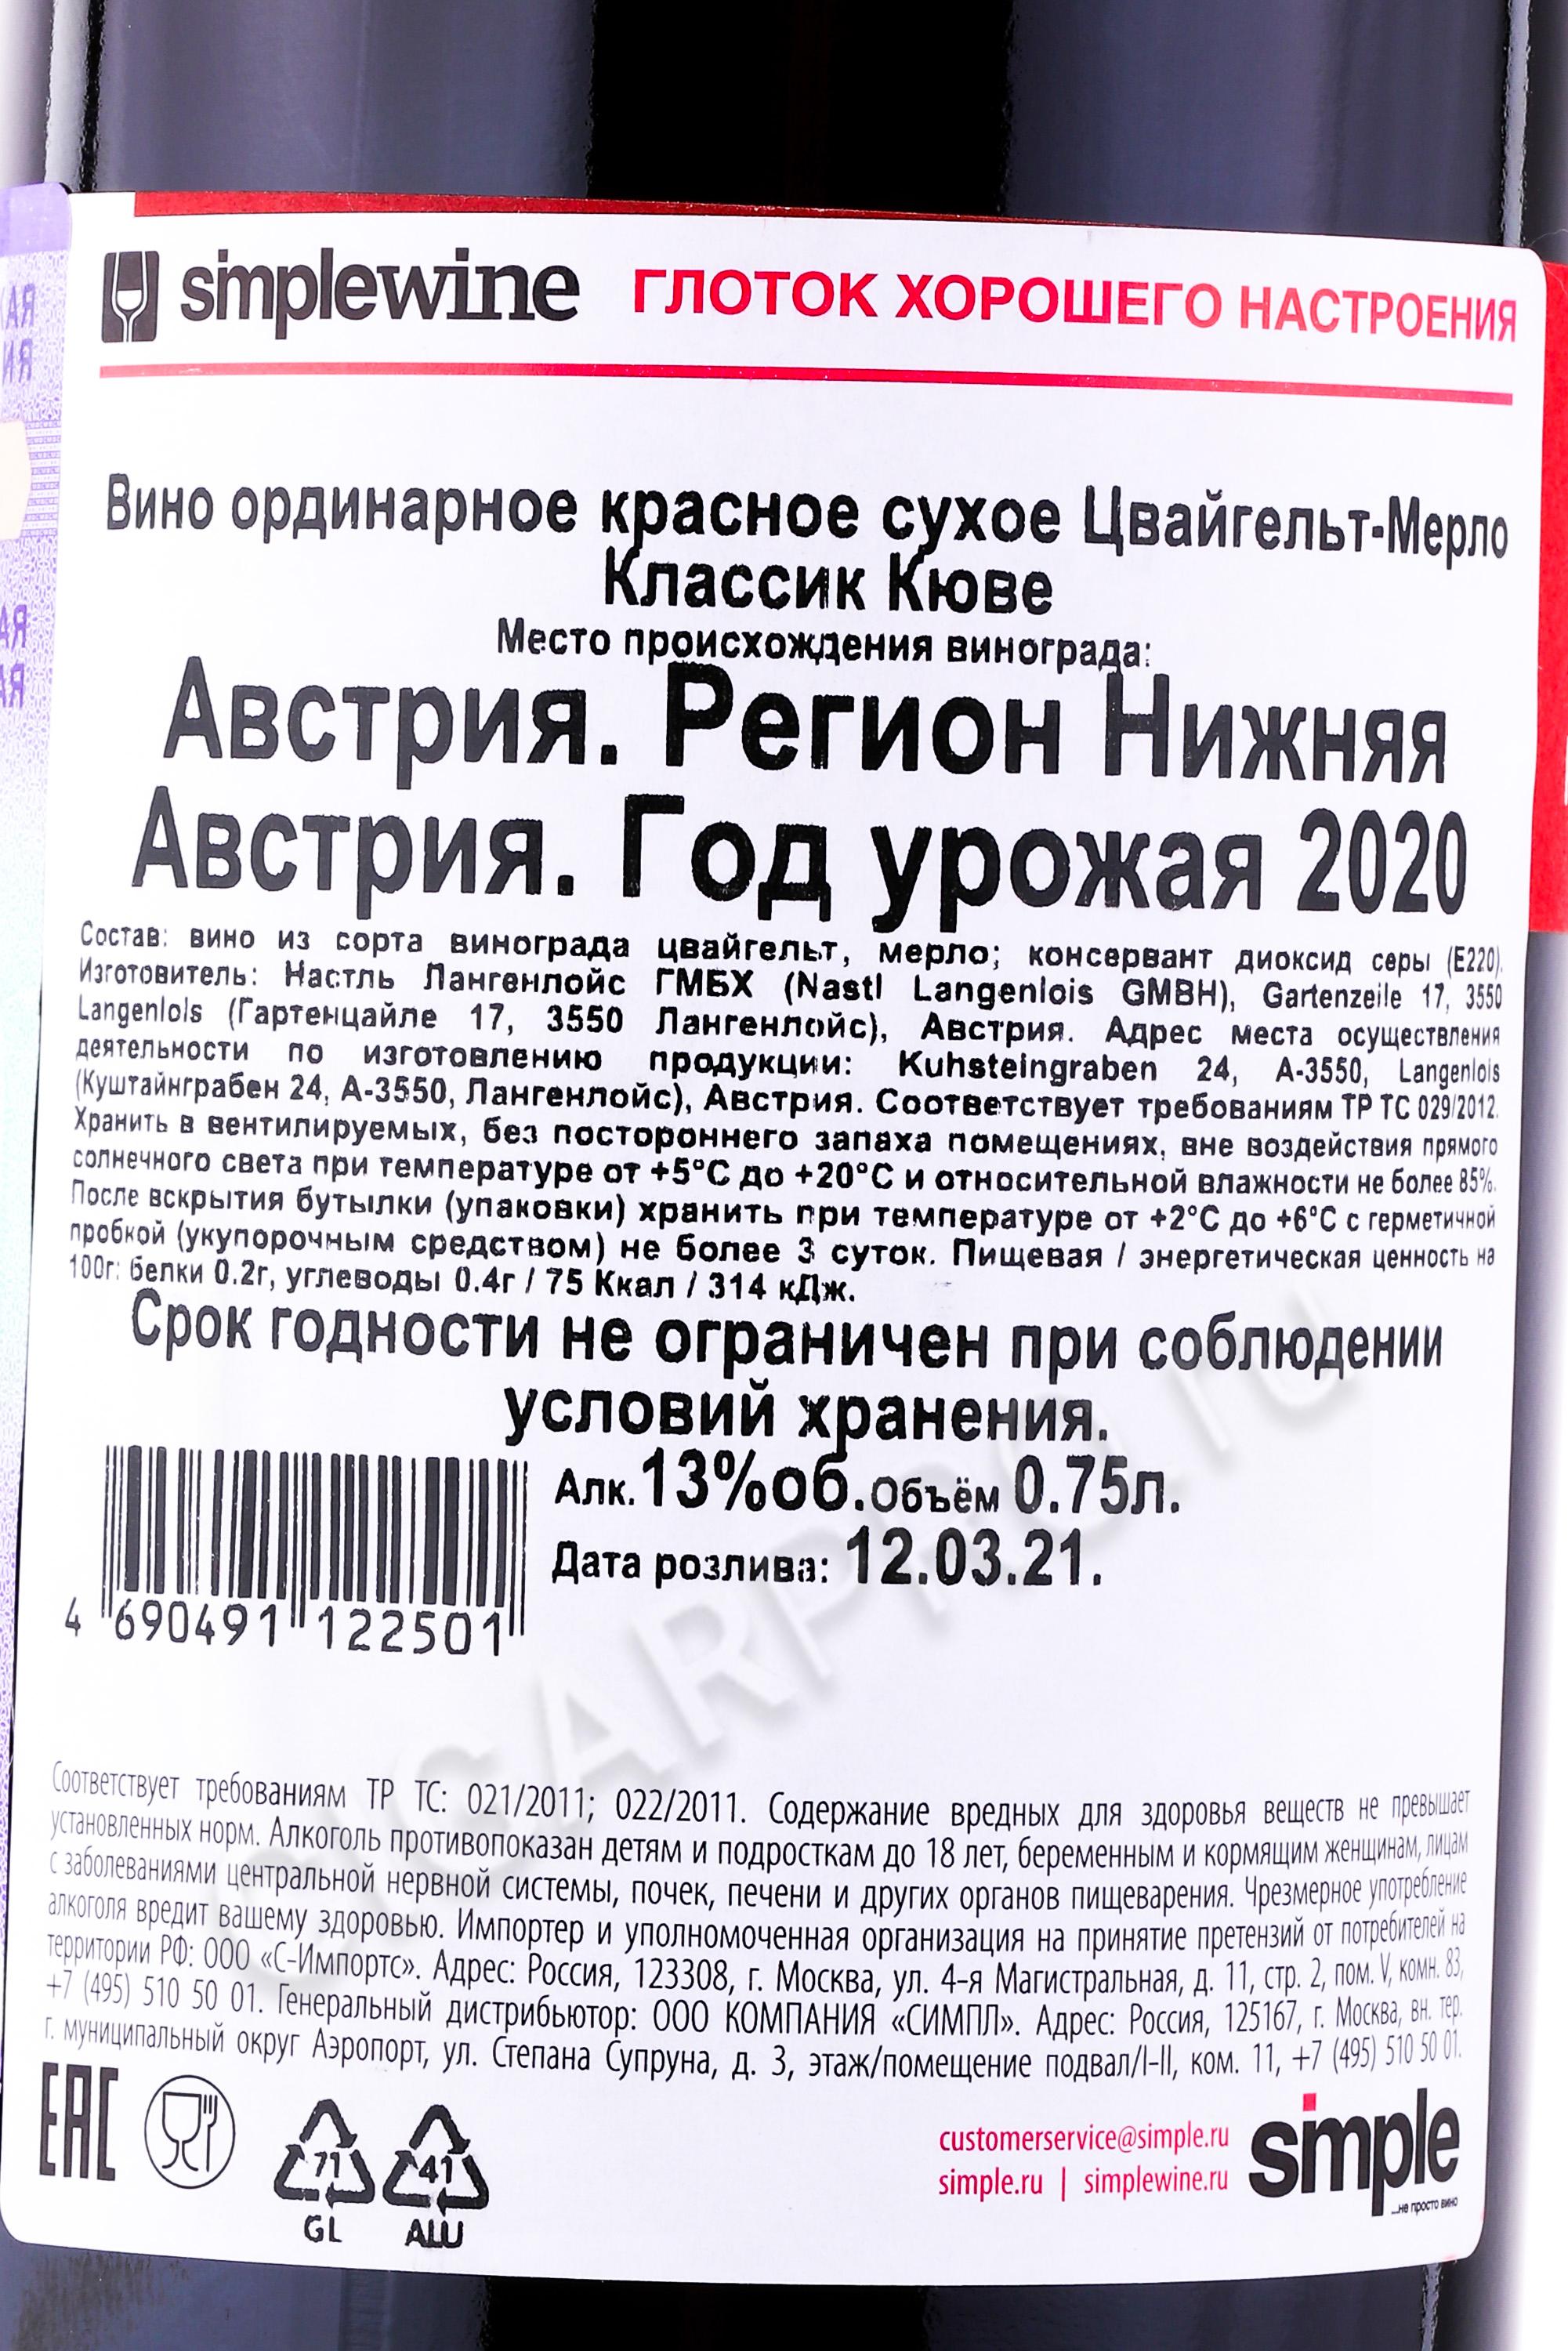 simplewine ГЛОТОК ХОРОШЕГО НАСТРОЕНИЯ
Вино ординарное красное сухое Цвайгельт-Мерло
Классик Кюве
Место происхождения винограда:
Австрия. Регион Нижняя
Австрия. Год урожая 2020
Состав: вино из сорта винограда цвайгельт, мерло; консервант диоксид серы (Е220).
Изготовитель: Настль Лангенлойс ГМБХ (Nastl Langenlois GMBH), Gartenzeile 17, 3550
Langenlois (Гартенцайле 17, 3550 Лангенлойс), Австрия. Адрес места осуществления
деятельности по изготовлению продукции: Kuhsteingraben 24, A-3550, Langenlois
(Куштайнграбен 24, А-3550, Лангенлойс), Австрия. Соответствует требованиям ТР ТС 029/2012.
Хранить в вентилируемых, без постороннего запаха помещениях, вне воздействия прямого
солнечного света при температуре от +5°С до +20°С и относительной влажности не более 85%.
После вскрытия бутылки (упаковки) хранить при температуре от +2°С до +6°С с герметичной
пробкой (укупорочным средством) не более 3 суток. Пищевая / энергетическая ценность на
100г: белки 0.2г, углеводы 0.4г / 75 Ккал / 314 кДж.
Срок годности не ограничен при соблюдении
условий хранения.
Алк. 13%об. Объём 0.75л.
Дата розлива: 12.03.21.
4 690491 122501
CIGARPRO.ru
Соответствует требованиям ТР ТС: 021/2011; 022/2011. Содержание вредных для здоровья веществ не превышает
установленных норм. Алкоголь противопоказан детям и подросткам до 18 лет, беременным и кормящим женщинам, лицам
с заболеваниями центральной нервной системы, почек, печени и других органов пищеварения. Чрезмерное употребление
алкоголя вредит вашему здоровью. Импортер и уполномоченная организация на принятие претензий от потребителей на
территории РФ: ООО «С-Импортс». Адрес: Россия, 123308, г. Москва, ул. 4-я Магистральная, д. 11, стр. 2, пом. V, комн. 83,
+7 (495) 510 50 01. Генеральный дистрибьютор: ООО КОМПАНИЯ «СИМПЛ». Адрес: Россия, 125167, г. Москва, вн. тер.
г. муниципальный округ Аэропорт, ул. Степана Супруна, д. 3, этаж/помещение подвал/I-II, ком. 11, +7 (495) 510 50 01.
EAC
71 41
GL ALU
customerservice@simple.ru
simple.ru | simplewine.ru
simple
...не просто вино